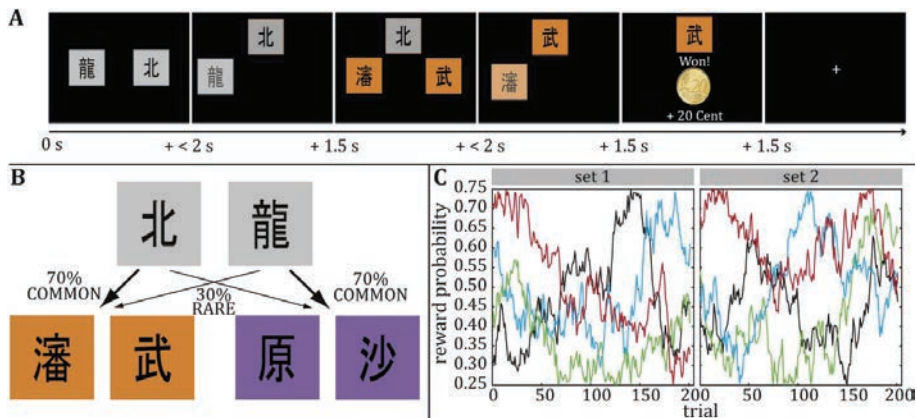 A
龍 北
北
龍
北
瀋 武
武
瀋
武
Won!
+ 20 Cent
+
0 s + < 2 s + 1.5 s + < 2 s + 1.5 s + 1.5 s
B
北 龍
70%
COMMON
30%
RARE
70%
COMMON
瀋 武 原 沙
C
set 1 set 2
reward probability
0.75
0.70
0.65
0.60
0.55
0.50
0.45
0.40
0.35
0.30
0.25
0 50 100 150 200 0 50 100 150 200
trial